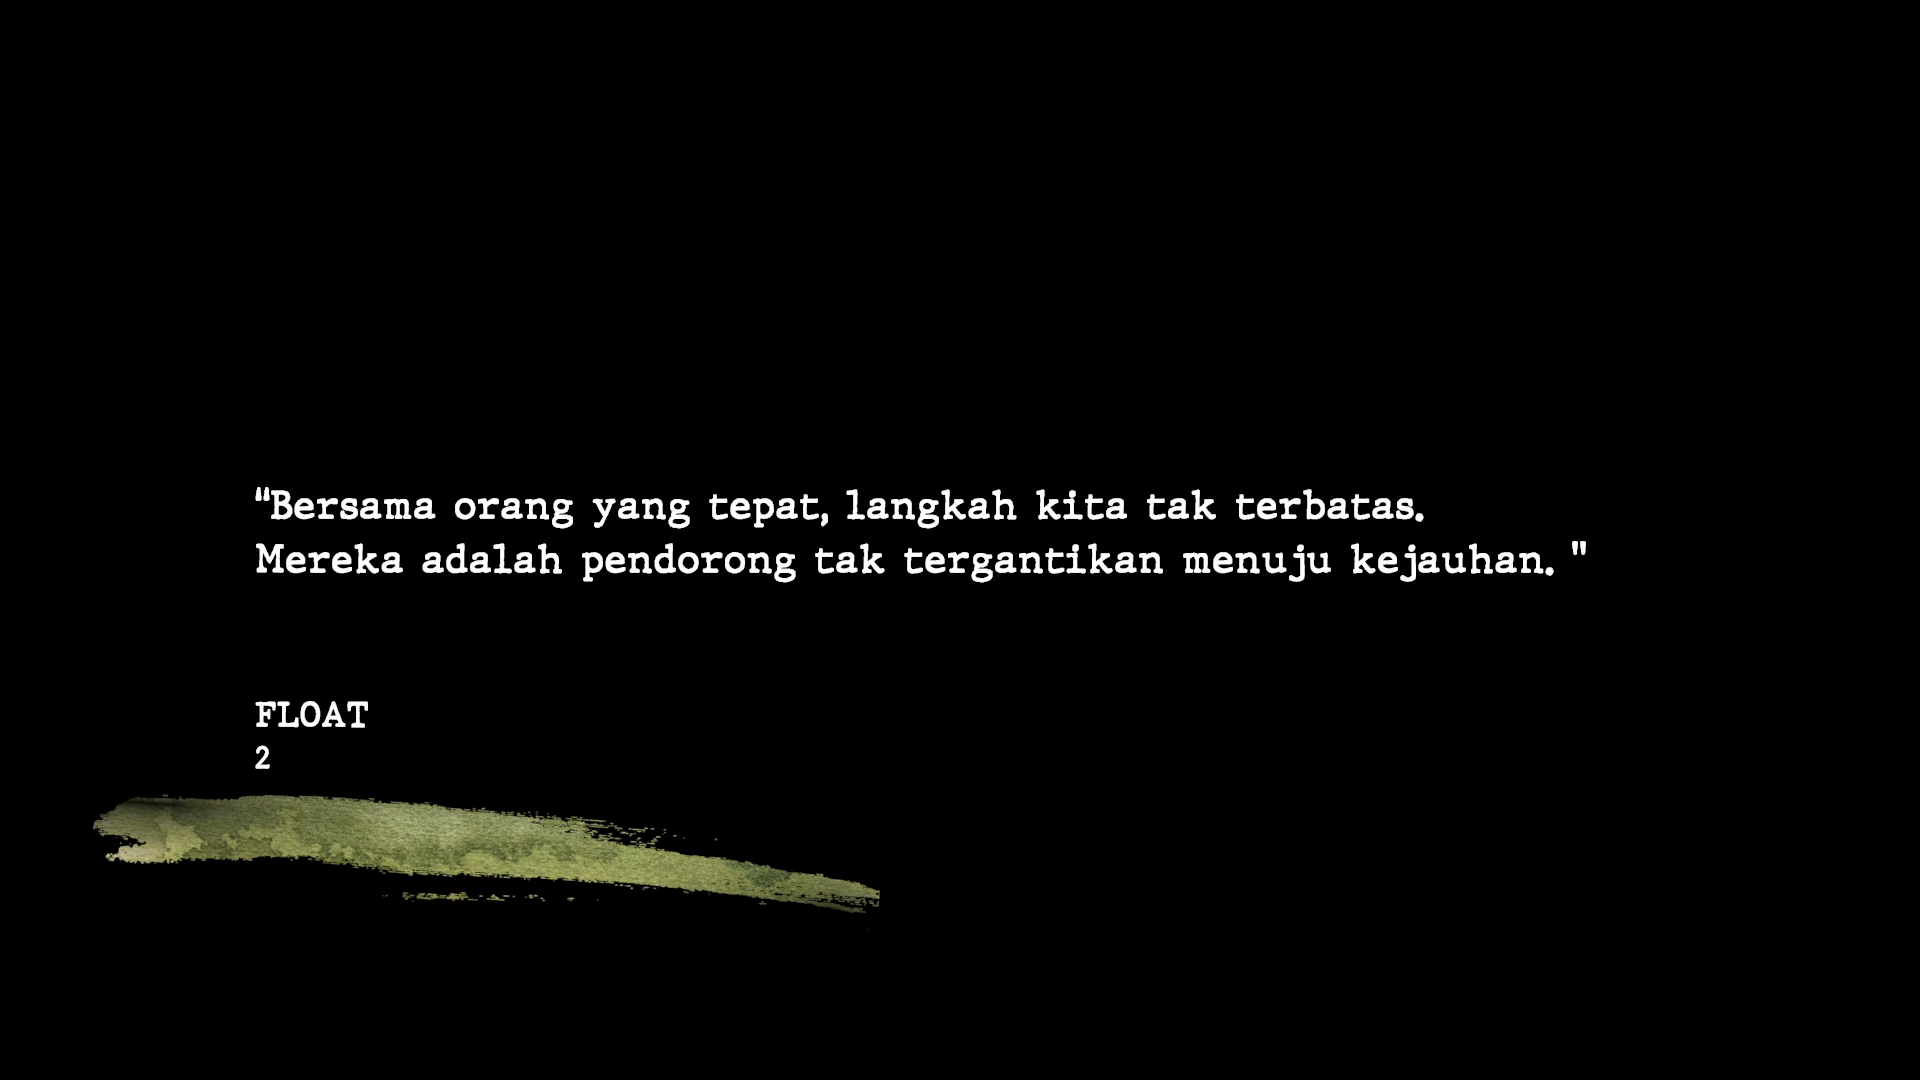 "Bersama orang yang tepat, langkah kita tak terbatas.
Mereka adalah pendorong tak tergantikan menuju kejauhan. "
FLOAT
2